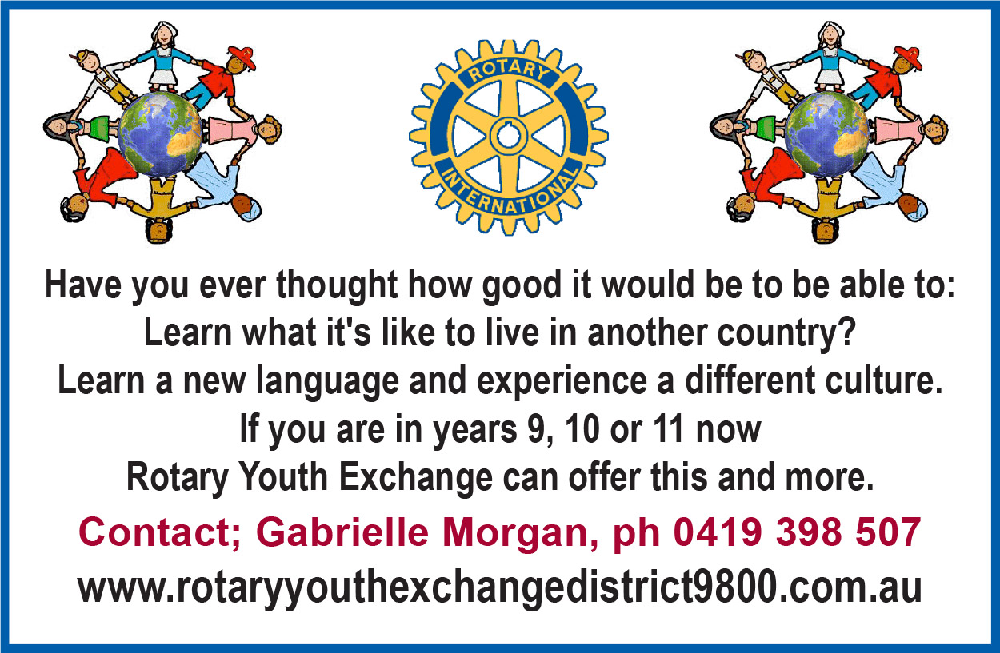 ROTARY
INTERNATIONAL
Have you ever thought how good it would be to be able to:
Learn what it's like to live in another country?
Learn a new language and experience a different culture.
If you are in years 9, 10 or 11 now
Rotary Youth Exchange can offer this and more.
Contact; Gabrielle Morgan, ph 0419 398 507
www.rotaryyouthexchangedistrict9800.com.au